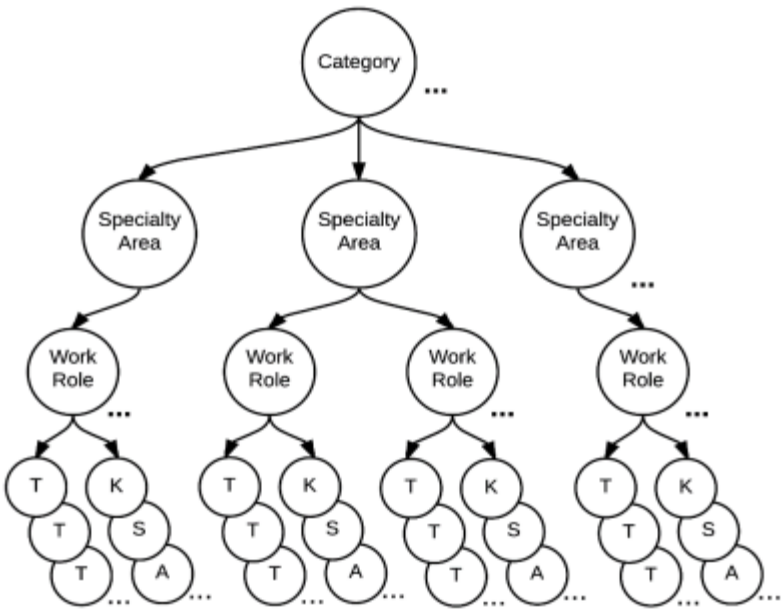 Category
...
Specialty
Area
Specialty
Area
Specialty
Area
...
Work
Role
...
Work
Role
Work
Role
...
Work
Role
...
T
K
T
K
T
K
T
K
T
S
T
S
T
S
T
S
T
...
A
...
T
...
A
...
T
...
A
...
T
...
A
...